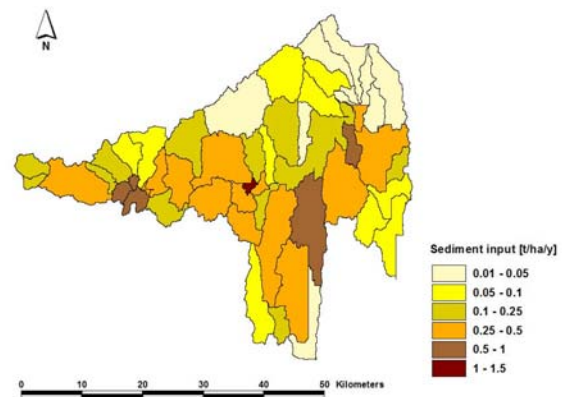 N
Sediment input [t/ha/y]
0.01 - 0.05
0.05 - 0.1
0.1 - 0.25
0.25 - 0.5
0.5 - 1
1 - 1.5
0 10 20 30 40 50 Kilometers